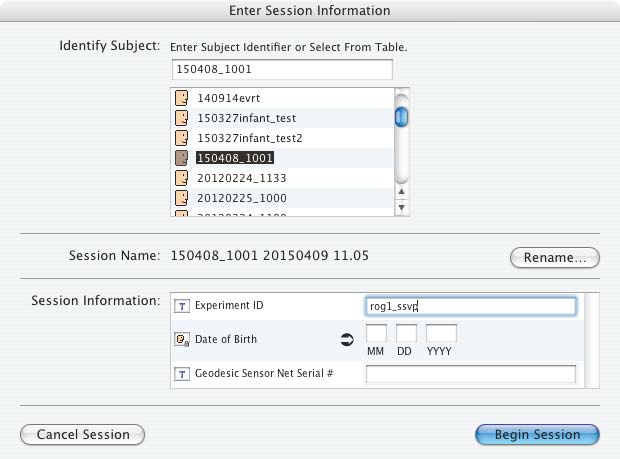 Enter Session Information
Identify Subject: Enter Subject Identifier or Select From Table.
150408_1001
140914evrt
150327infant_test
150327infant_test2
150408_1001
20120224_1133
20120225_1000
Session Name: 150408_1001 20150409 11.05 Rename...
Session Information: T Experiment ID rog1_ssvp
Date of Birth
MM DD YYYY
T Geodesic Sensor Net Serial #
Cancel Session Begin Session